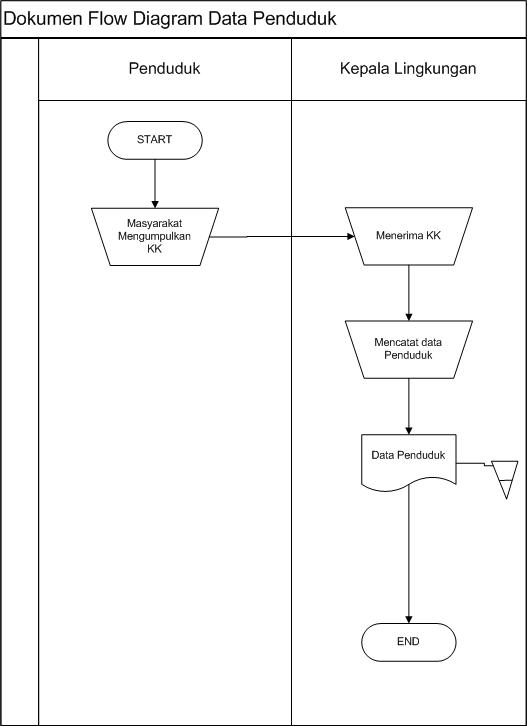 Dokumen Flow Diagram Data Penduduk
Penduduk
Kepala Lingkungan
START
Masyarakat
Mengumpulkan
KK
Menerima KK
Mencatat data
Penduduk
Data Penduduk
END